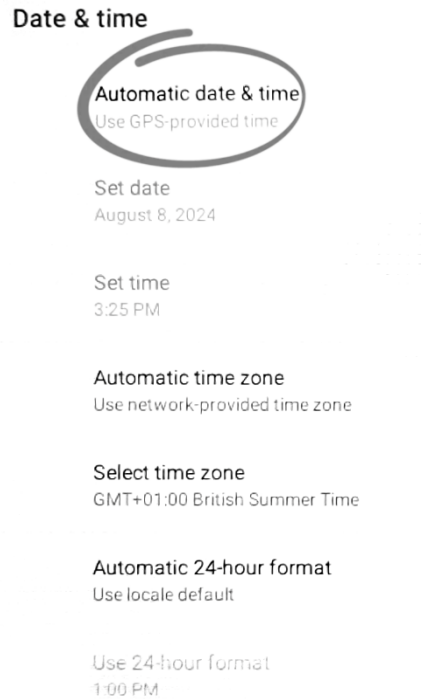 Date & time
Automatic date & time
Use GPS-provided time
Set date
August 8, 2024
Set time
3:25 PM
Automatic time zone
Use network-provided time zone
Select time zone
GMT+01:00 British Summer Time
Automatic 24-hour format
Use locale default
Use 24-hour format
1:00 PM